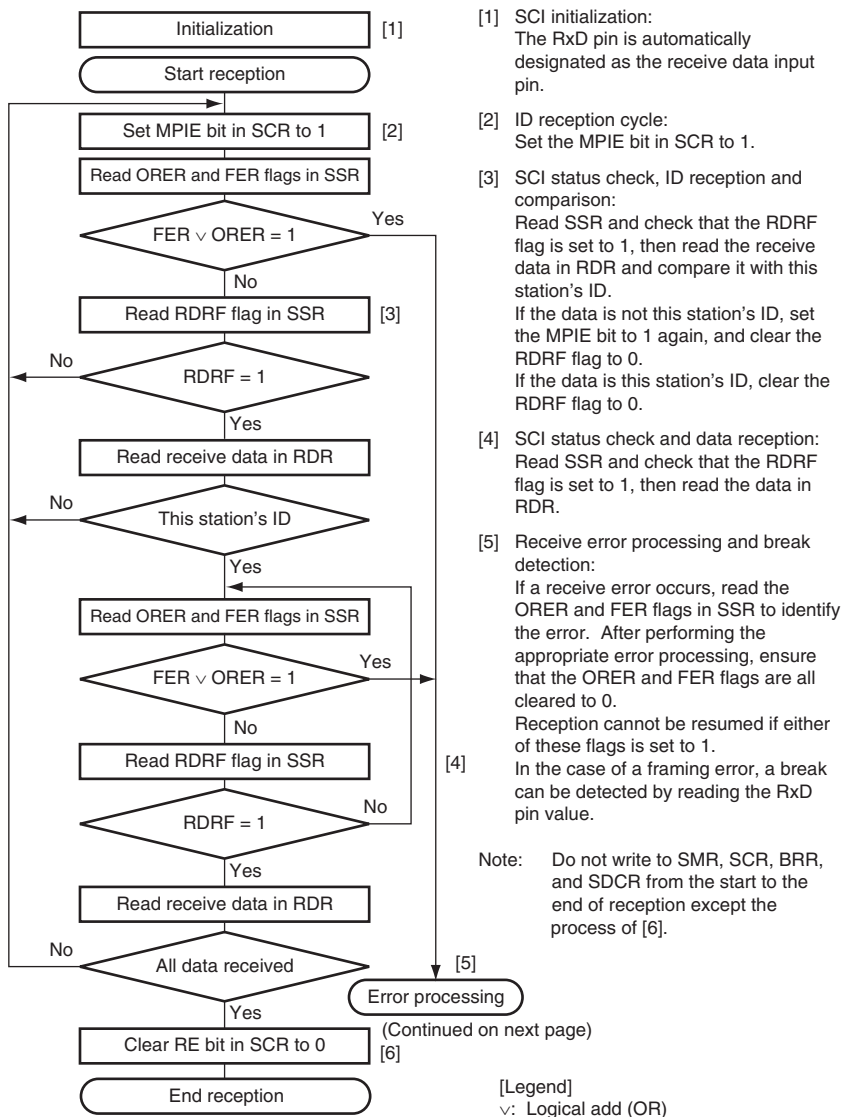 Initialization
[1]
Start reception
Set MPIE bit in SCR to 1
[2]
Read ORER and FER flags in SSR
FER ∨ ORER = 1
Yes
No
Read RDRF flag in SSR
[3]
No
RDRF = 1
Yes
Read receive data in RDR
No
This station's ID
Yes
Read ORER and FER flags in SSR
FER ∨ ORER = 1
Yes
No
Read RDRF flag in SSR
[4]
RDRF = 1
No
Yes
Read receive data in RDR
No
All data received
[5]
Error processing
Yes
(Continued on next page)
Clear RE bit in SCR to 0
[6]
End reception
[1] SCI initialization:
The RxD pin is automatically
designated as the receive data input
pin.
[2] ID reception cycle:
Set the MPIE bit in SCR to 1.
[3] SCI status check, ID reception and
comparison:
Read SSR and check that the RDRF
flag is set to 1, then read the receive
data in RDR and compare it with this
station's ID.
If the data is not this station's ID, set
the MPIE bit to 1 again, and clear the
RDRF flag to 0.
If the data is this station's ID, clear the
RDRF flag to 0.
[4] SCI status check and data reception:
Read SSR and check that the RDRF
flag is set to 1, then read the data in
RDR.
[5] Receive error processing and break
detection:
If a receive error occurs, read the
ORER and FER flags in SSR to identify
the error. After performing the
appropriate error processing, ensure
that the ORER and FER flags are all
cleared to 0.
Reception cannot be resumed if either
of these flags is set to 1.
In the case of a framing error, a break
can be detected by reading the RxD
pin value.
Note: Do not write to SMR, SCR, BRR,
and SDCR from the start to the
end of reception except the
process of [6].
[Legend]
∨: Logical add (OR)